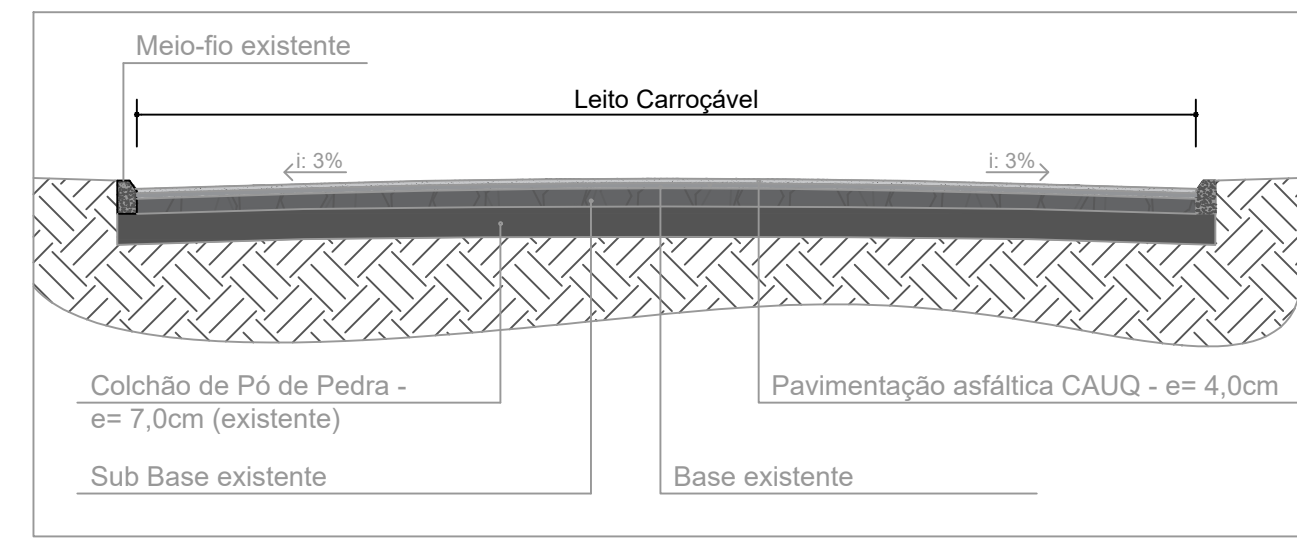 Meio-fio existente
Leito Carroçável
i: 3%
i: 3%
Colchão de Pó de Pedra -
e= 7,0cm (existente)
Pavimentação asfáltica CAUQ - e= 4,0cm
Sub Base existente
Base existente